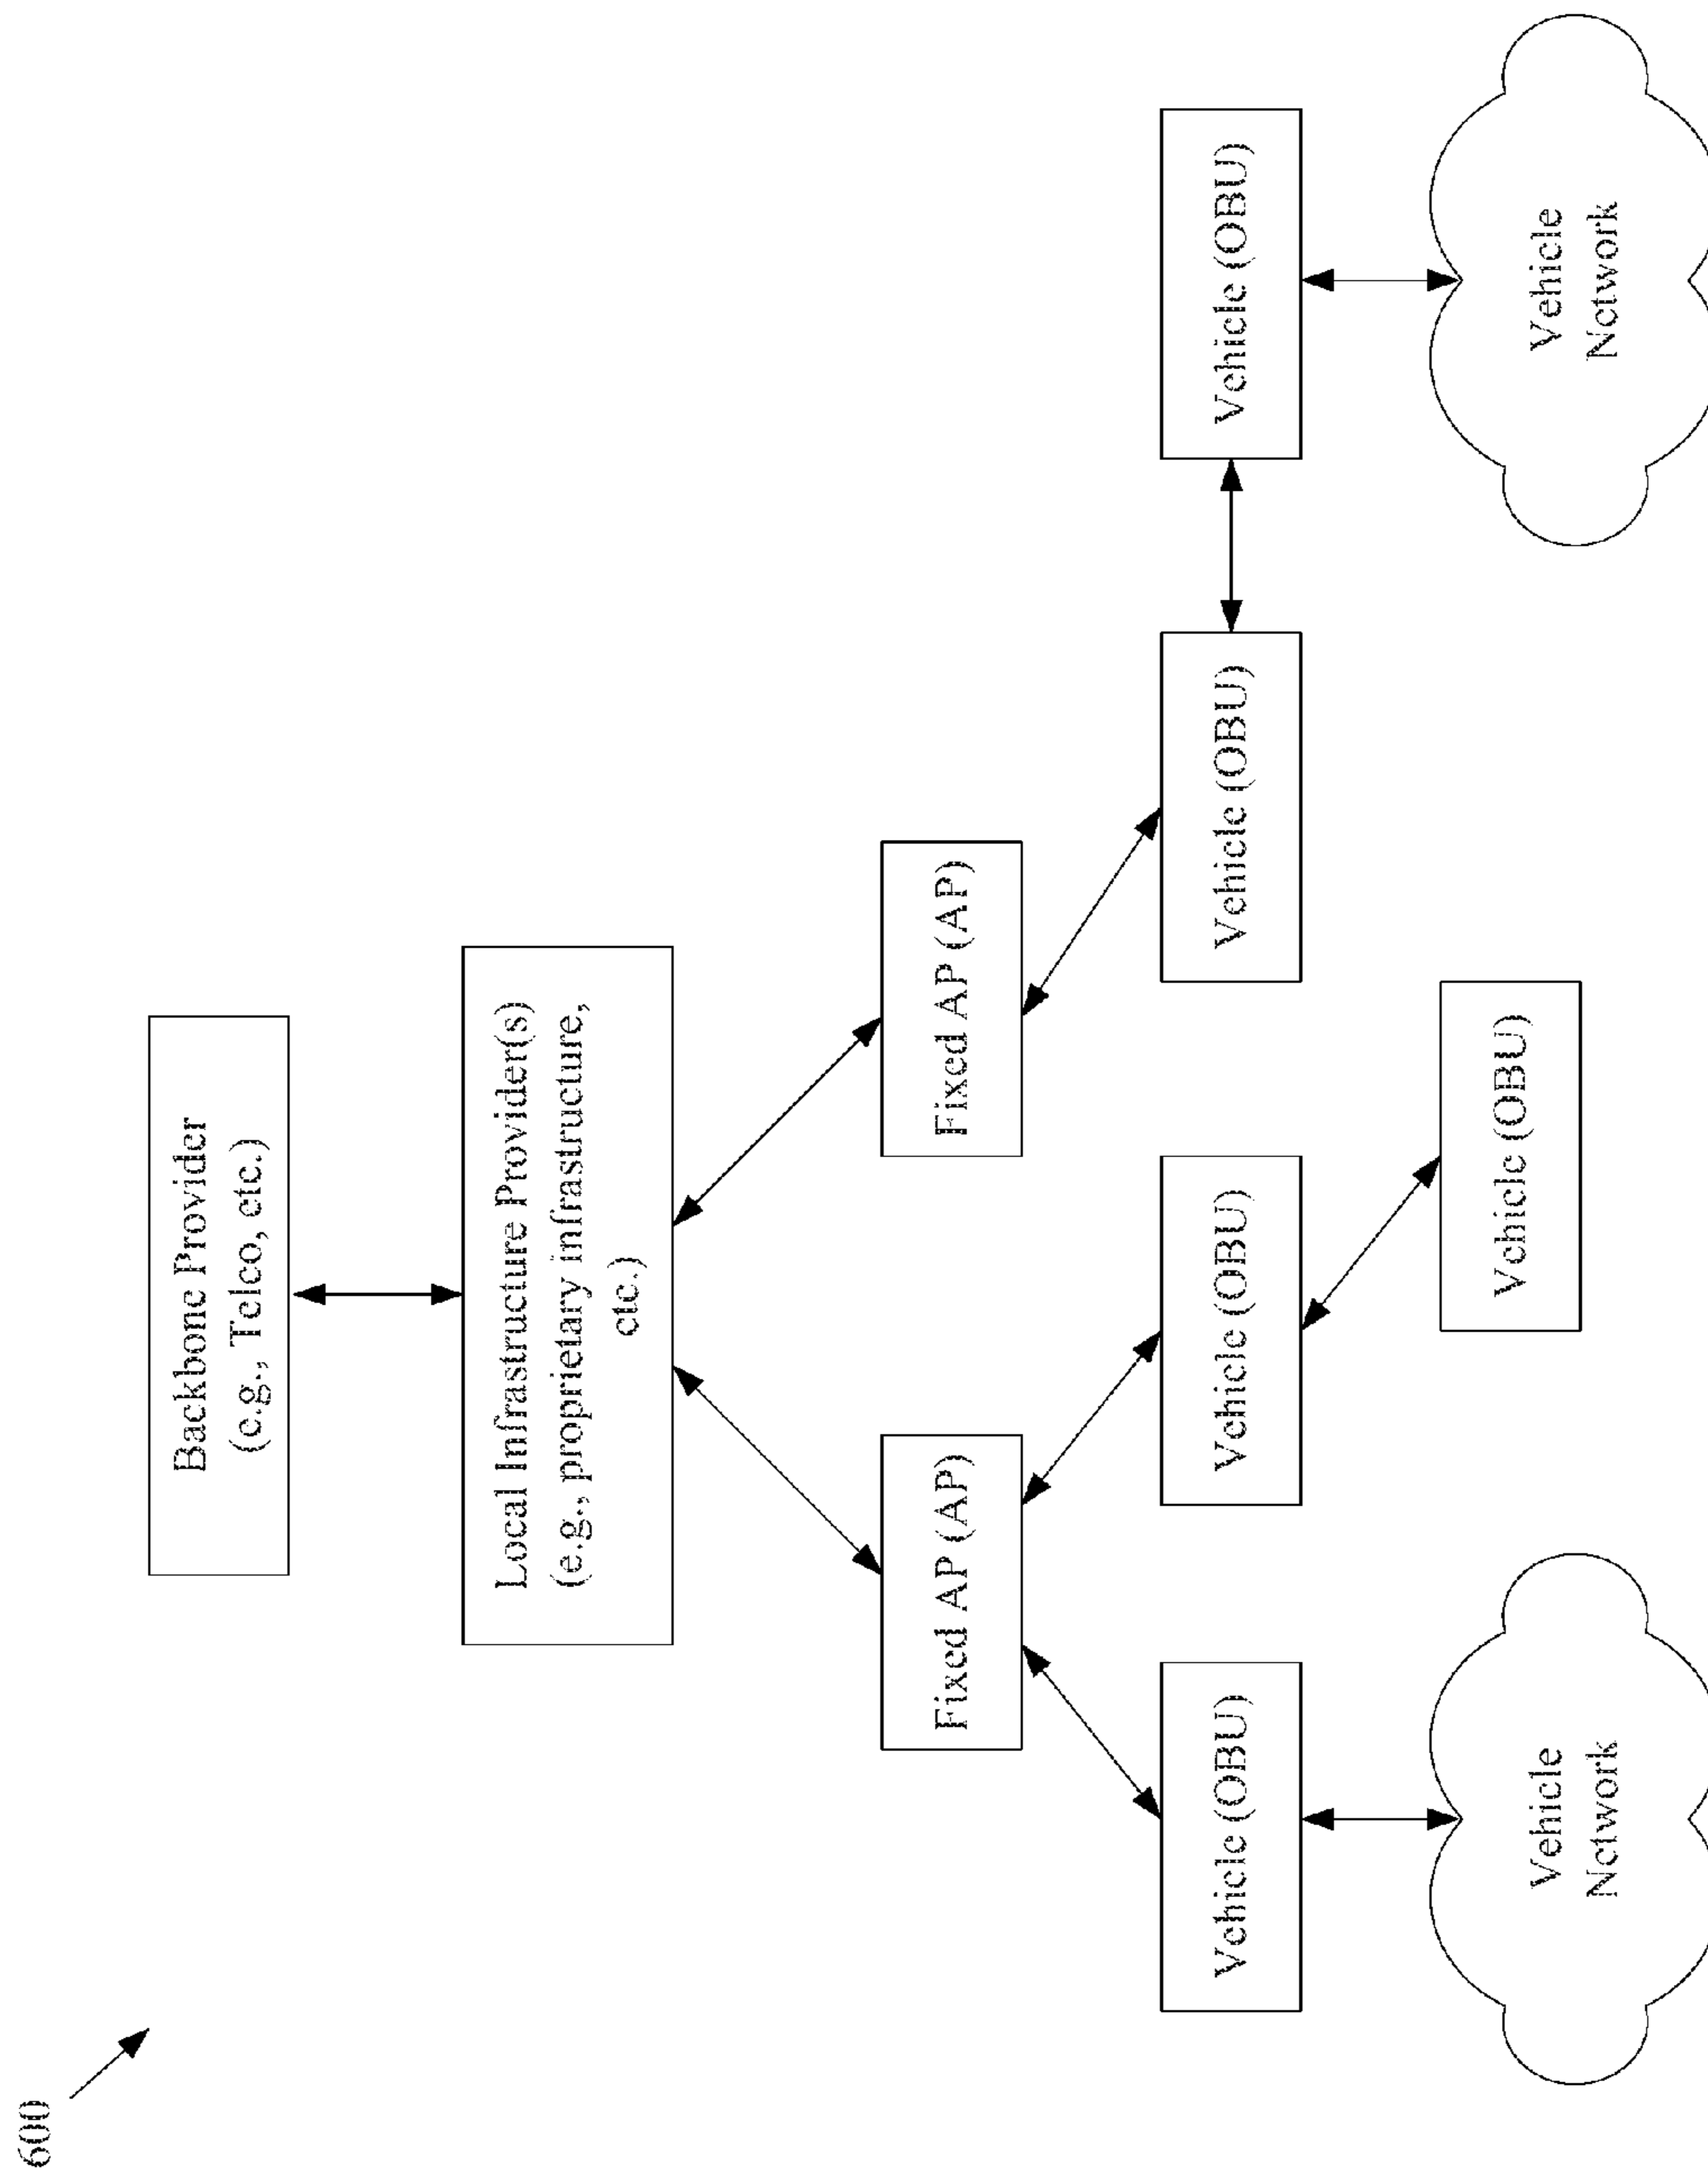 600
Backbone Provider
(e.g., Telco, etc.)
Local Infrastructure Provider(s)
(e.g., proprietary infrastructure,
etc.)
Fixed AP (AP)
Fixed AP (AP)
Vehicle (OBU)
Vehicle (OBU)
Vehicle (OBU)
Vehicle (OBU)
Vehicle (OBU)
Vehicle
Network
Vehicle
Network